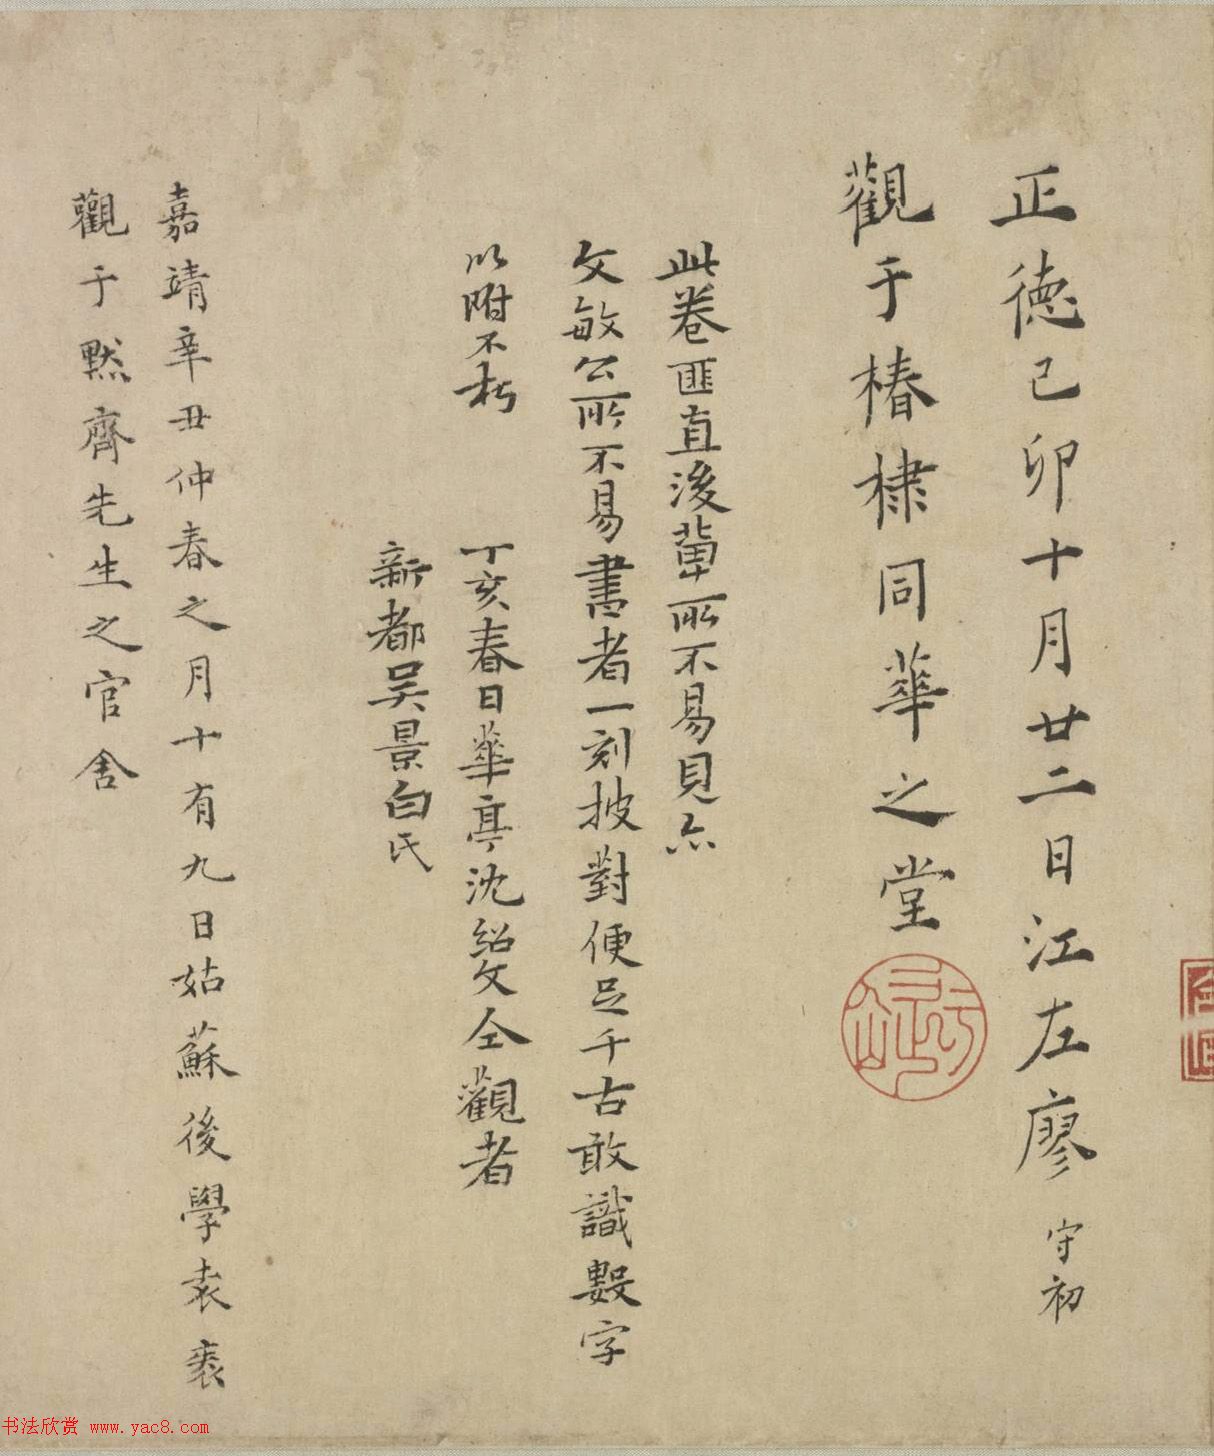 正德己卯十月廿二日江左廖守初
觀于椿棣同華之堂
此卷匪直後輩所不易見亦
文敏公所不易書者一刻披對便足千古敢識數字
以附不朽
丁亥春日華亭沈紹文仝觀者
新都吳景白氏
嘉靖辛丑仲春之月十有九日姑蘇後學袁袠
觀于默齋先生之官舍
书法欣赏 www.yac8.com